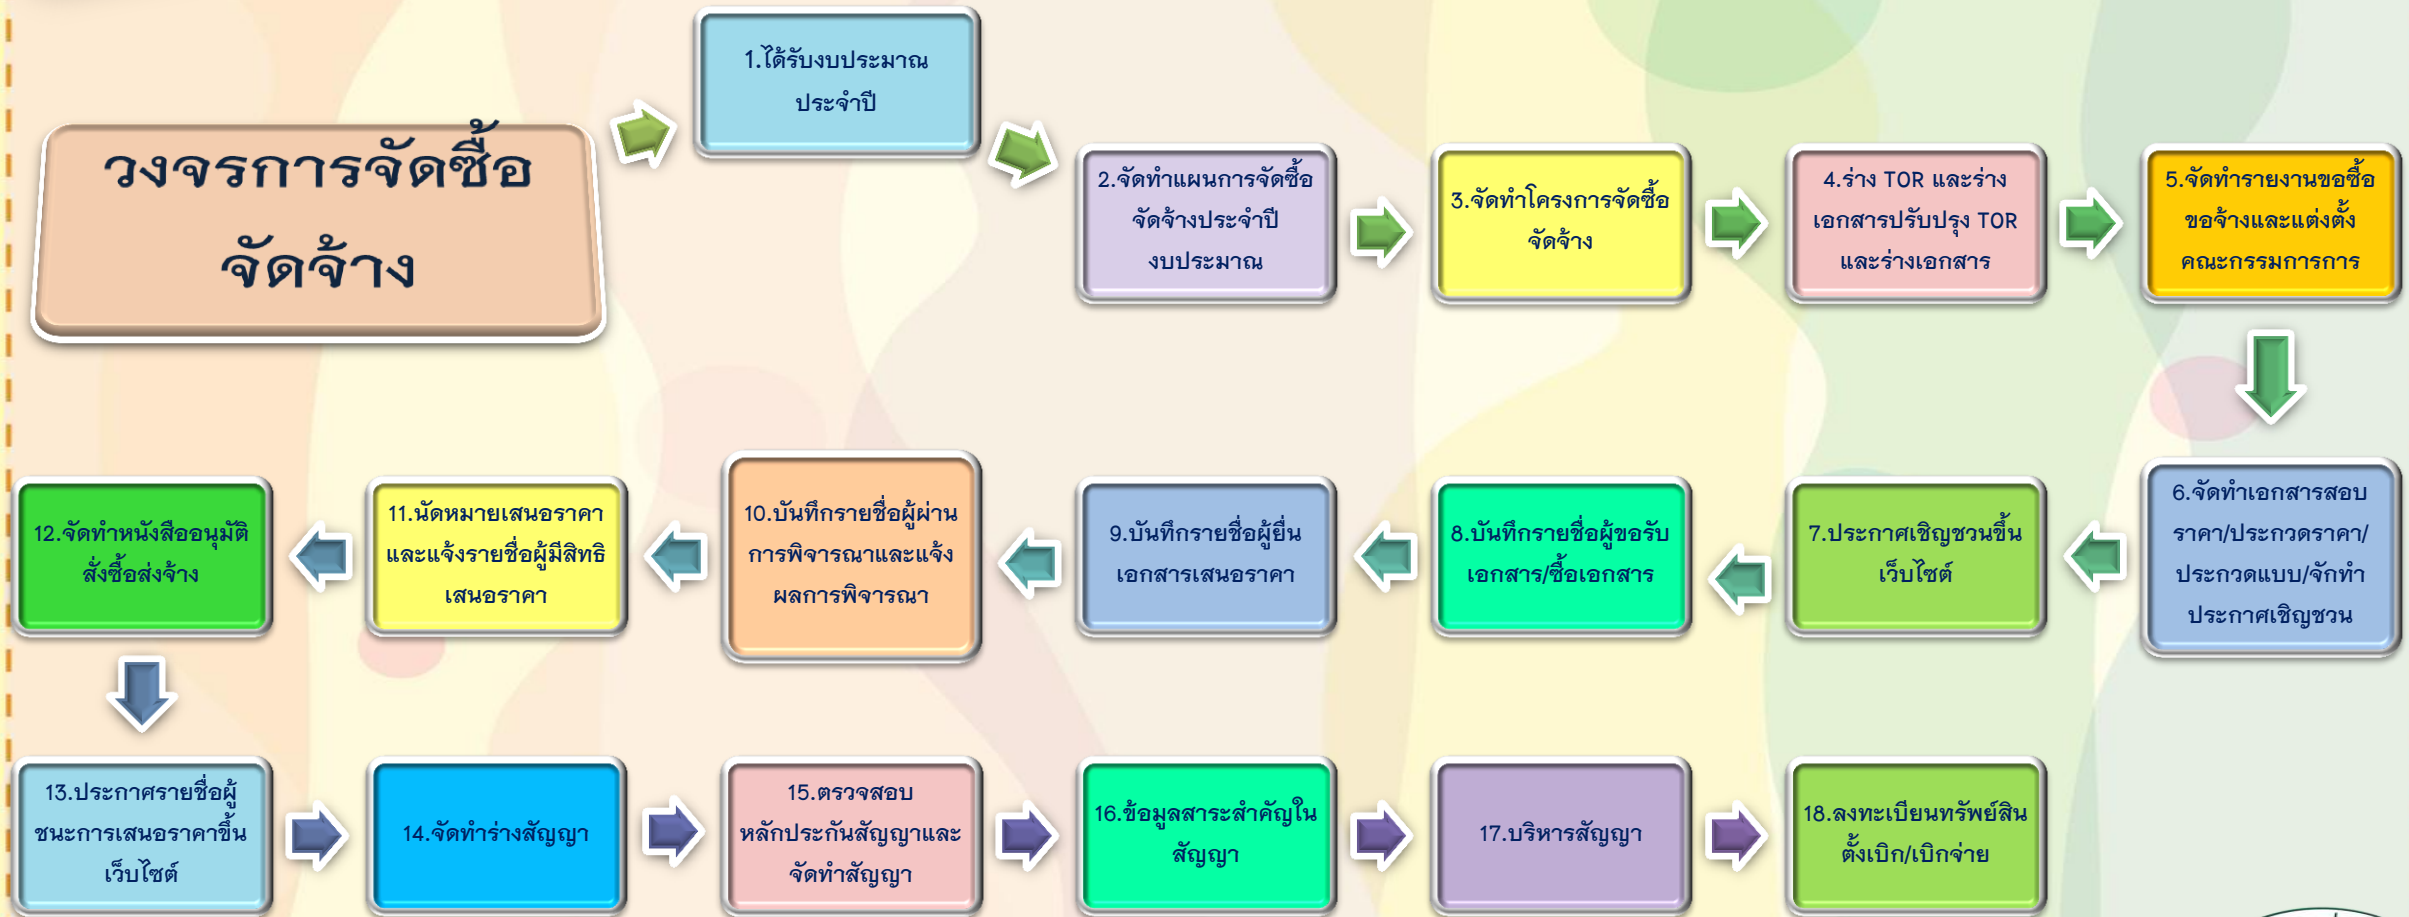 วงจรการจัดซื้อ
จัดจ้าง
1.ได้รับงบประมาณ
ประจำปี
2.จัดทำแผนการจัดซื้อ
จัดจ้างประจำปี
งบประมาณ
3.จัดทำโครงการจัดซื้อ
จัดจ้าง
4.ร่าง TOR และร่าง
เอกสารปรับปรุง TOR
และร่างเอกสาร
5.จัดทำรายงานขอซื้อ
ขอจ้างและแต่งตั้ง
คณะกรรมการการ
6.จัดทำเอกสารสอบ
ราคา/ประกวดราคา/
ประกวดแบบ/จักทำ
ประกาศเชิญชวน
7.ประกาศเชิญชวนขึ้น
เว็บไซต์
8.บันทึกรายชื่อผู้ขอรับ
เอกสาร/ซื้อเอกสาร
9.บันทึกรายชื่อผู้ยื่น
เอกสารเสนอราคา
10.บันทึกรายชื่อผู้ผ่าน
การพิจารณาและแจ้ง
ผลการพิจารณา
11.นัดหมายเสนอราคา
และแจ้งรายชื่อผู้มีสิทธิ
เสนอราคา
12.จัดทำหนังสืออนุมัติ
สั่งซื้อส่งจ้าง
13.ประกาศรายชื่อผู้
ชนะการเสนอราคาขึ้น
เว็บไซต์
14.จัดทำร่างสัญญา
15.ตรวจสอบ
หลักประกันสัญญาและ
จัดทำสัญญา
16.ข้อมูลสาระสำคัญใน
สัญญา
17.บริหารสัญญา
18.ลงทะเบียนทรัพย์สิน
ตั้งเบิก/เบิกจ่าย